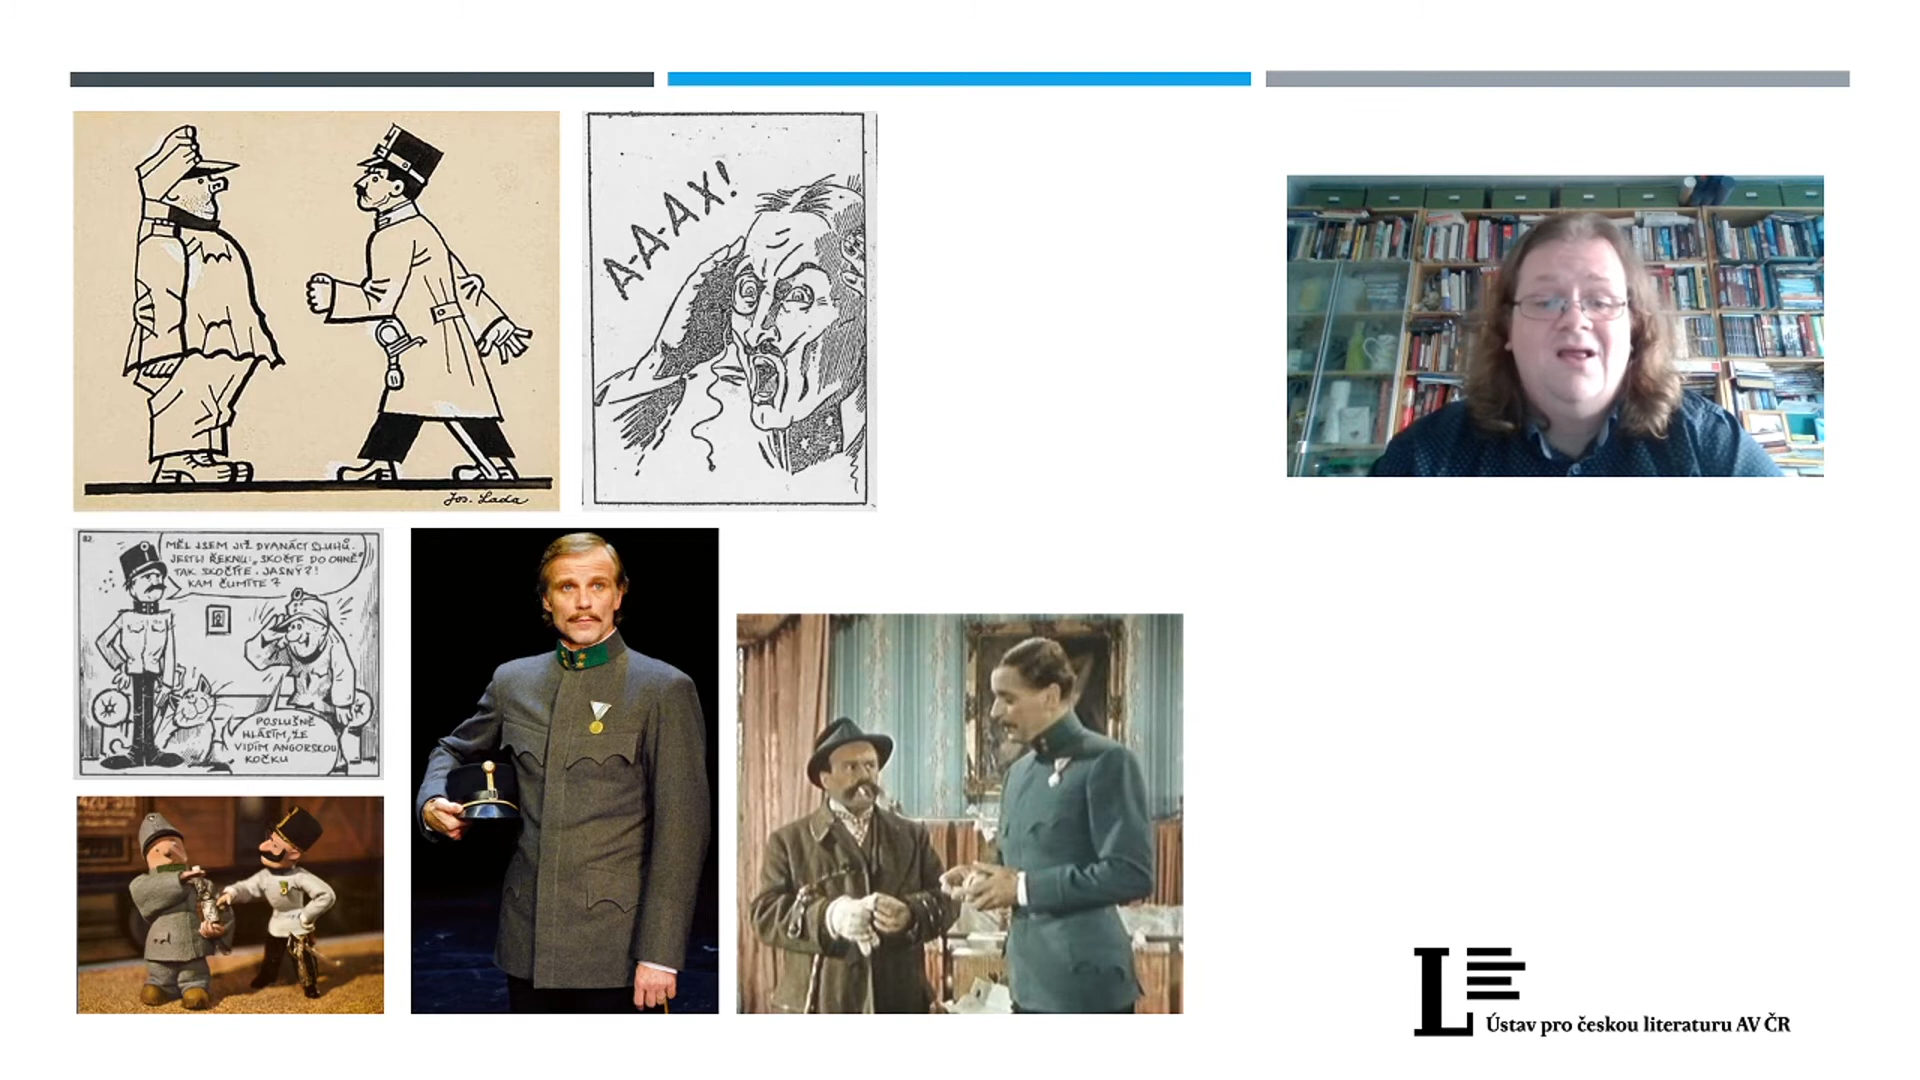 Jos. Lada
A-A-AX!
82.
MĚL JSEM JIŽ DVANÁCT SLUHŮ.
JESTLI ŘEKNU: „SKOČTE DO OHNĚ"
TAK SKOČÍTE. JASNÝ?!
KAM ČUMÍTE?
POSLUŠNĚ
HLÁSÍM, ŽE
VIDÍM ANGORSKOU
KOČKU
Ústav pro českou literaturu AV ČR